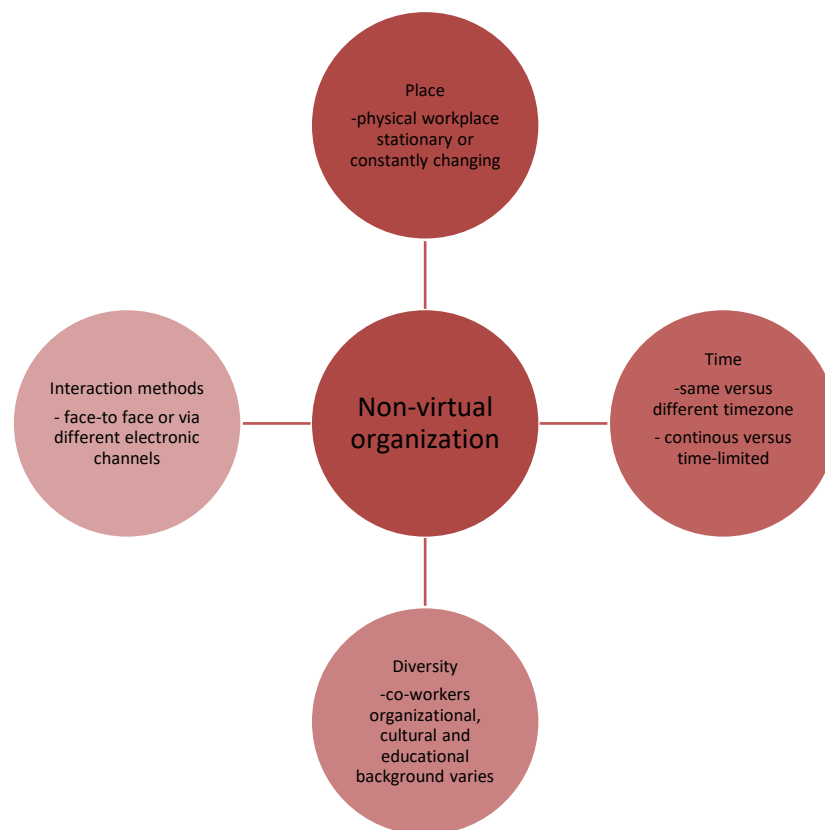 Place
-physical workplace
stationary or
constantly changing
Interaction methods
- face-to face or via
different electronic
channels
Non-virtual
organization
Time
-same versus
different timezone
- continous versus
time-limited
Diversity
-co-workers
organizational,
cultural and
educational
background varies